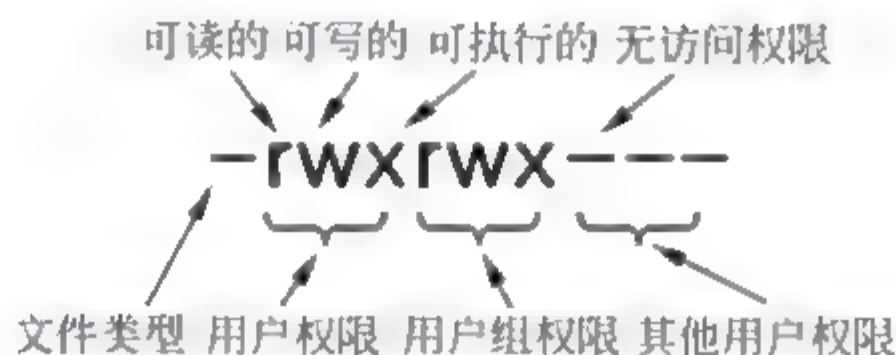 可读的 可写的 可执行的 无访问权限
-rwxrwx---
文件类型 用户权限 用户组权限 其他用户权限